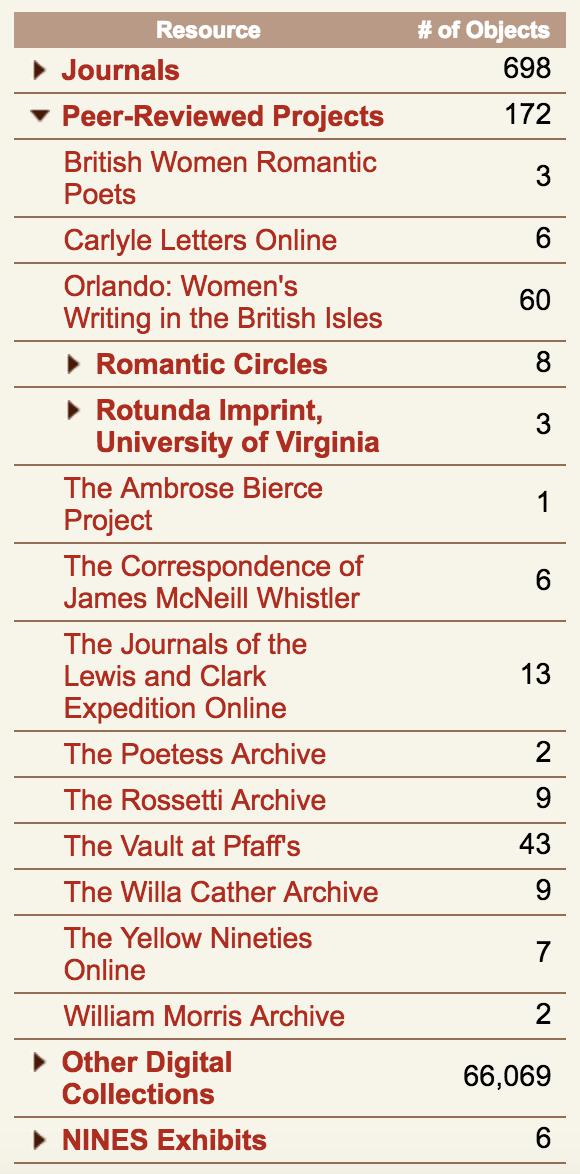 Resource # of Objects
Journals 698
Peer-Reviewed Projects 172
British Women Romantic
Poets 3
Carlyle Letters Online 6
Orlando: Women's
Writing in the British Isles 60
Romantic Circles 8
Rotunda Imprint,
University of Virginia 3
The Ambrose Bierce
Project 1
The Correspondence of
James McNeill Whistler 6
The Journals of the
Lewis and Clark 13
Expedition Online
The Poetess Archive 2
The Rossetti Archive 9
The Vault at Pfaff's 43
The Willa Cather Archive 9
The Yellow Nineties
Online 7
William Morris Archive 2
Other Digital
Collections 66,069
NINES Exhibits 6